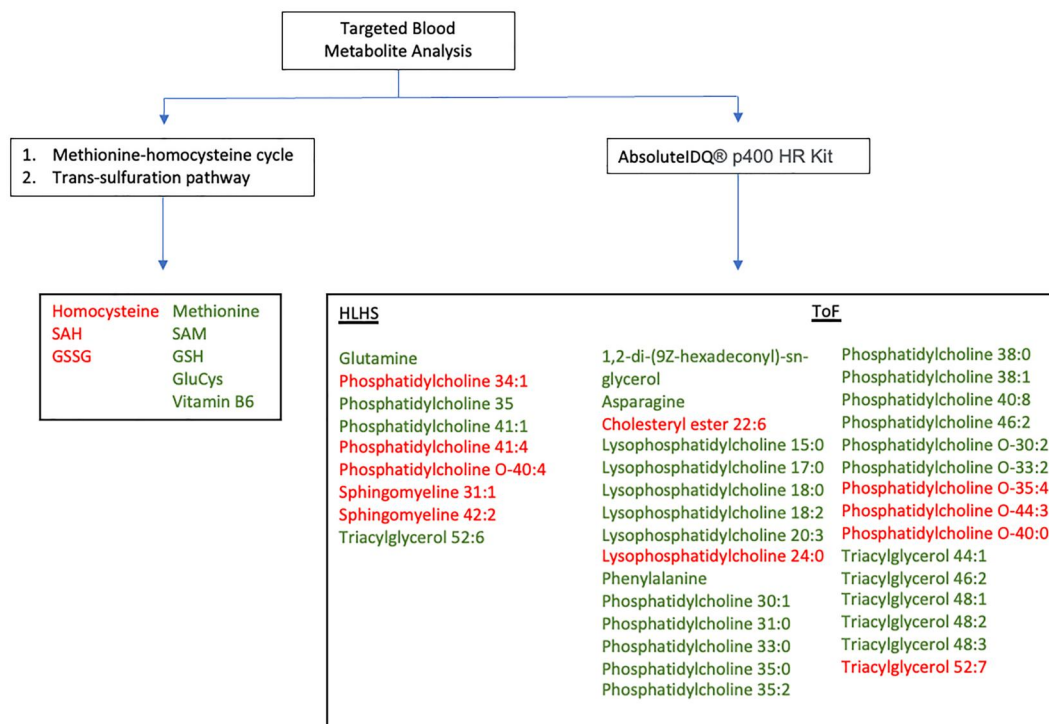 Targeted Blood
Metabolite Analysis
1. Methionine-homocysteine cycle
2. Trans-sulfuration pathway
AbsoluteIDQ® p400 HR Kit
Homocysteine
SAH
GSSG
Methionine
SAM
GSH
GluCys
Vitamin B6
HLHS
Glutamine
Phosphatidylcholine 34:1
Phosphatidylcholine 35
Phosphatidylcholine 41:1
Phosphatidylcholine 41:4
Phosphatidylcholine O-40:4
Sphingomyeline 31:1
Sphingomyeline 42:2
Triacylglycerol 52:6
ToF
1,2-di-(9Z-hexadeconyl)-sn-
glycerol
Asparagine
Cholesteryl ester 22:6
Lysophosphatidylcholine 15:0
Lysophosphatidylcholine 17:0
Lysophosphatidylcholine 18:0
Lysophosphatidylcholine 18:2
Lysophosphatidylcholine 20:3
Lysophosphatidylcholine 24:0
Phenylalanine
Phosphatidylcholine 30:1
Phosphatidylcholine 31:0
Phosphatidylcholine 33:0
Phosphatidylcholine 35:0
Phosphatidylcholine 35:2
Phosphatidylcholine 38:0
Phosphatidylcholine 38:1
Phosphatidylcholine 40:8
Phosphatidylcholine 46:2
Phosphatidylcholine O-30:2
Phosphatidylcholine O-33:2
Phosphatidylcholine O-35:4
Phosphatidylcholine O-44:3
Phosphatidylcholine O-40:0
Triacylglycerol 44:1
Triacylglycerol 46:2
Triacylglycerol 48:1
Triacylglycerol 48:2
Triacylglycerol 48:3
Triacylglycerol 52:7